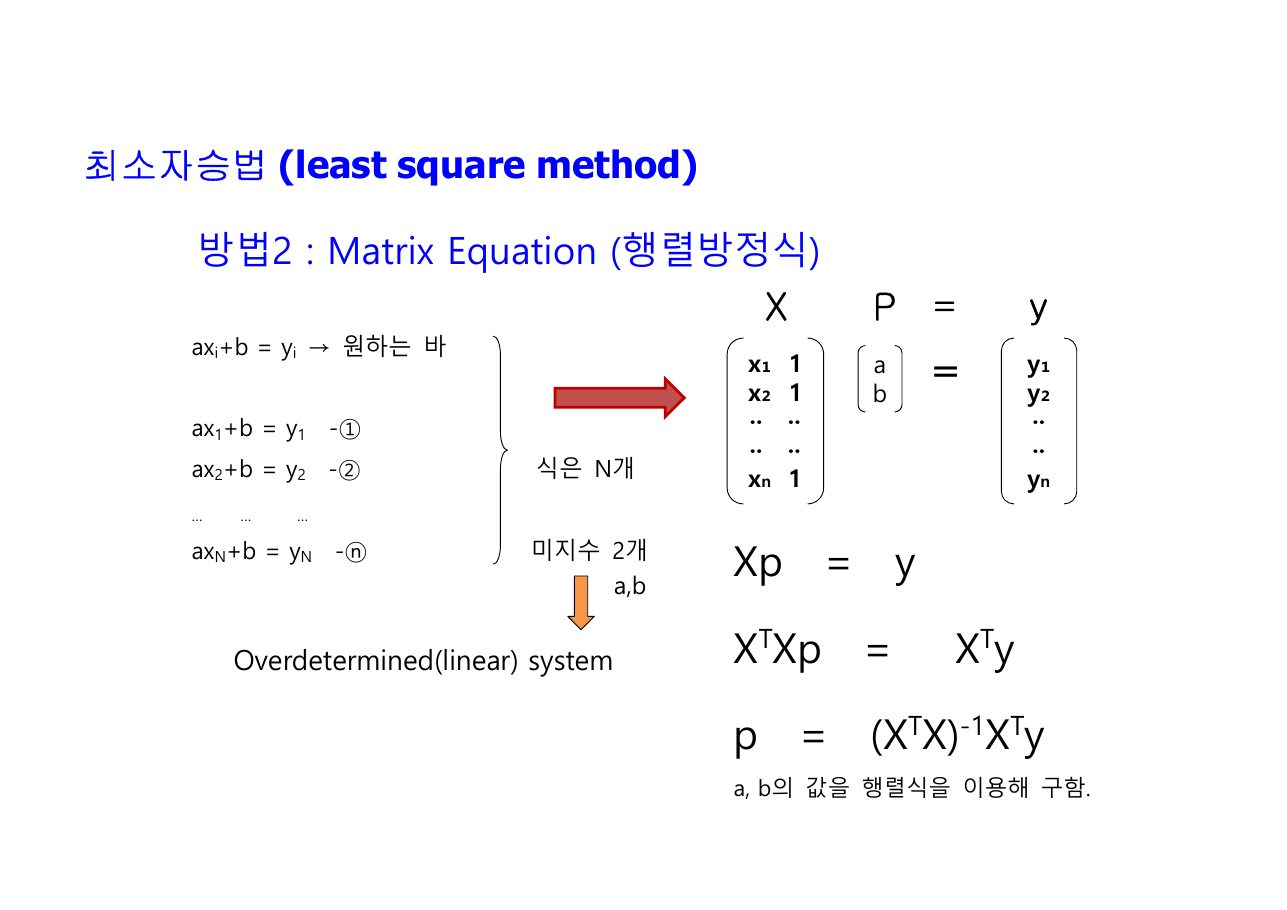 최소자승법 (least square method)
방법2 : Matrix Equation (행렬방정식)
axᵢ+b = yᵢ → 원하는 바
ax₁+b = y₁ -①
ax₂+b = y₂ -②
... ... ...
ax_N+b = y_N -ⓝ
식은 N개
미지수 2개
a,b
Overdetermined(linear) system
X P = y
x₁ 1 a = y₁
x₂ 1 b y₂
.. .. ..
.. .. ..
xₙ 1 yₙ
Xp = y
XᵀXp = Xᵀy
p = (XᵀX)⁻¹Xᵀy
a, b의 값을 행렬식을 이용해 구함.